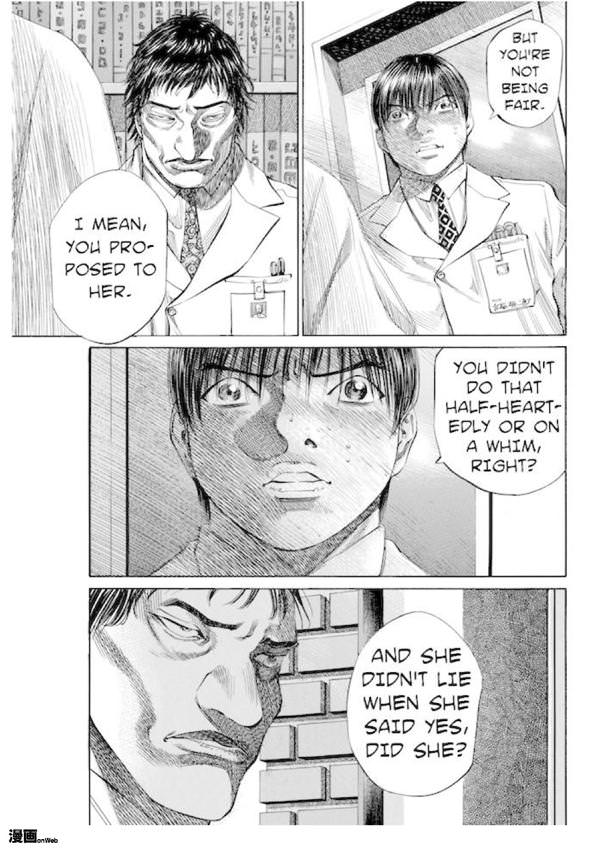 BUT
YOU'RE
NOT
BEING
FAIR.
I MEAN,
YOU PRO-
POSED TO
HER.
YOU DIDN'T
DO THAT
HALF-HEART-
EDLY OR ON
A WHIM,
RIGHT?
AND SHE
DIDN'T LIE
WHEN SHE
SAID YES,
DID SHE?
漫画onWeb